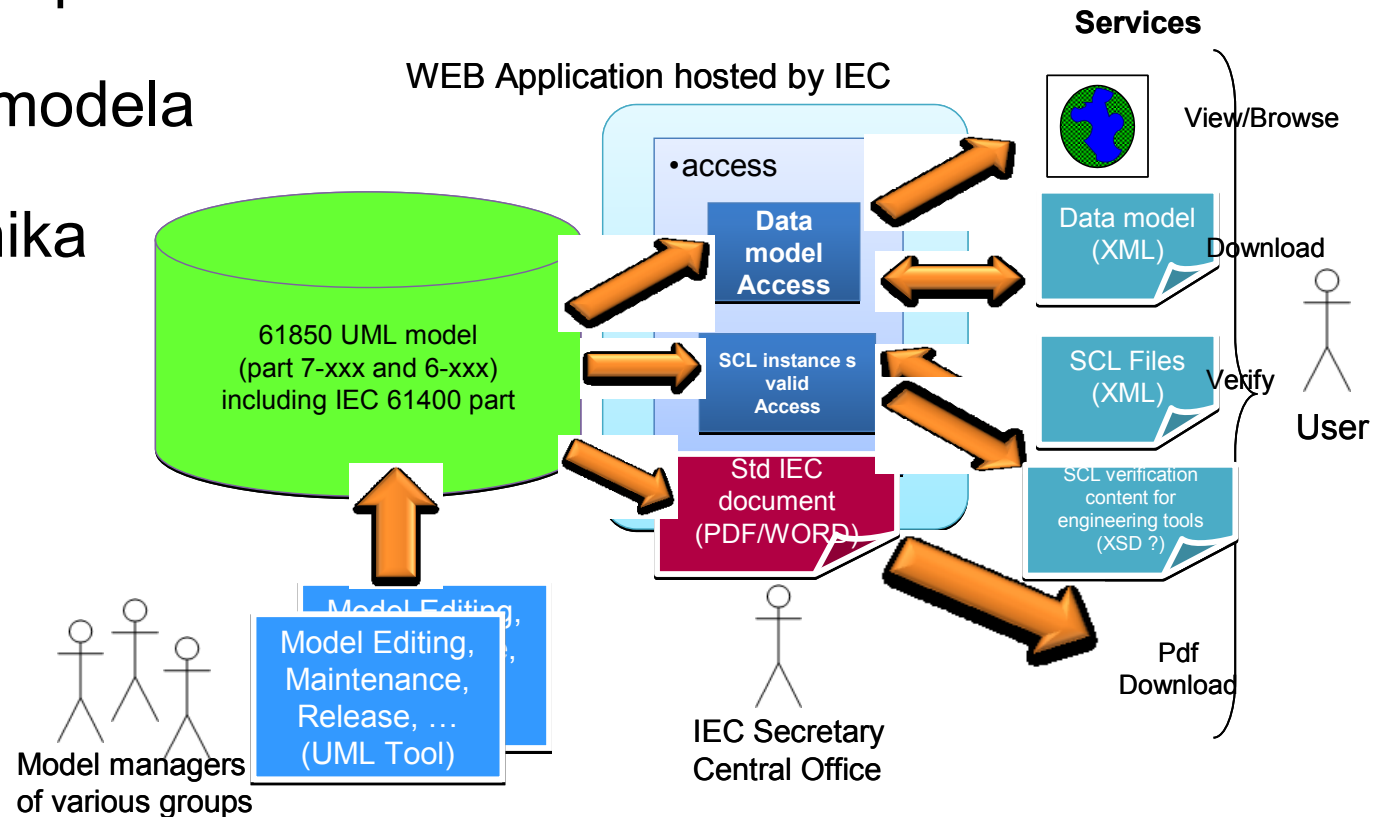 modela
Services
WEB Application hosted by IEC
•access
View/Browse
Data
model
Access
Data model
(XML)
Download
61850 UML model
(part 7-xxx and 6-xxx)
including IEC 61400 part
SCL instance s
valid
Access
SCL Files
(XML)
Verify
User
Std IEC
document
(PDF/WORD)
SCL verification
content for
engineering tools
(XSD ?)
Model Editing,
Model Editing,
Maintenance,
Release, …
(UML Tool)
Pdf
Download
IEC Secretary
Central Office
Model managers
of various groups